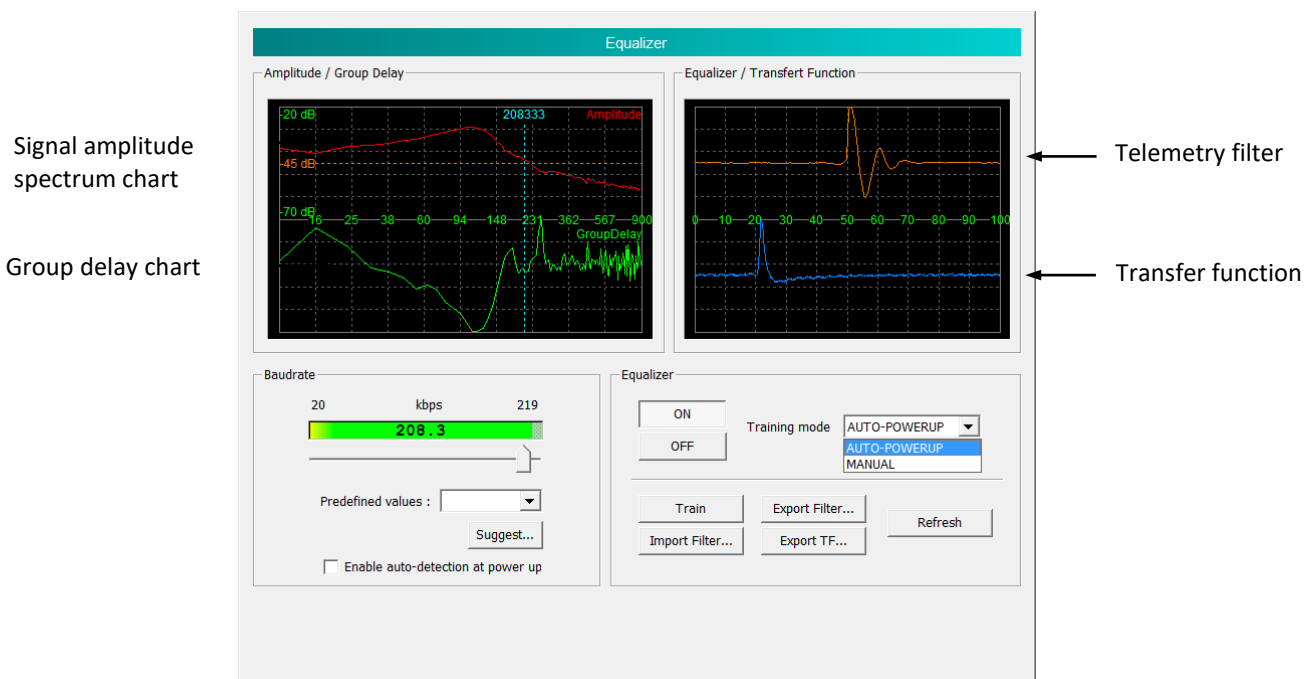 Equalizer
Amplitude / Group Delay
-20 dB
208333
Amplitude
-45 dB
-70 dB
16 25 38 60 94 148 231 362 567 900
GroupDelay
Equalizer / Transfert Function
0 10 20 30 40 50 60 70 80 90 100
Signal amplitude
spectrum chart
Group delay chart
Telemetry filter
Transfer function
Baudrate
20 kbps 219
208.3
Predefined values :
Suggest...
Enable auto-detection at power up
Equalizer
ON
OFF
Training mode AUTO-POWERUP
AUTO-POWERUP
MANUAL
Train Export Filter... Refresh
Import Filter... Export TF...